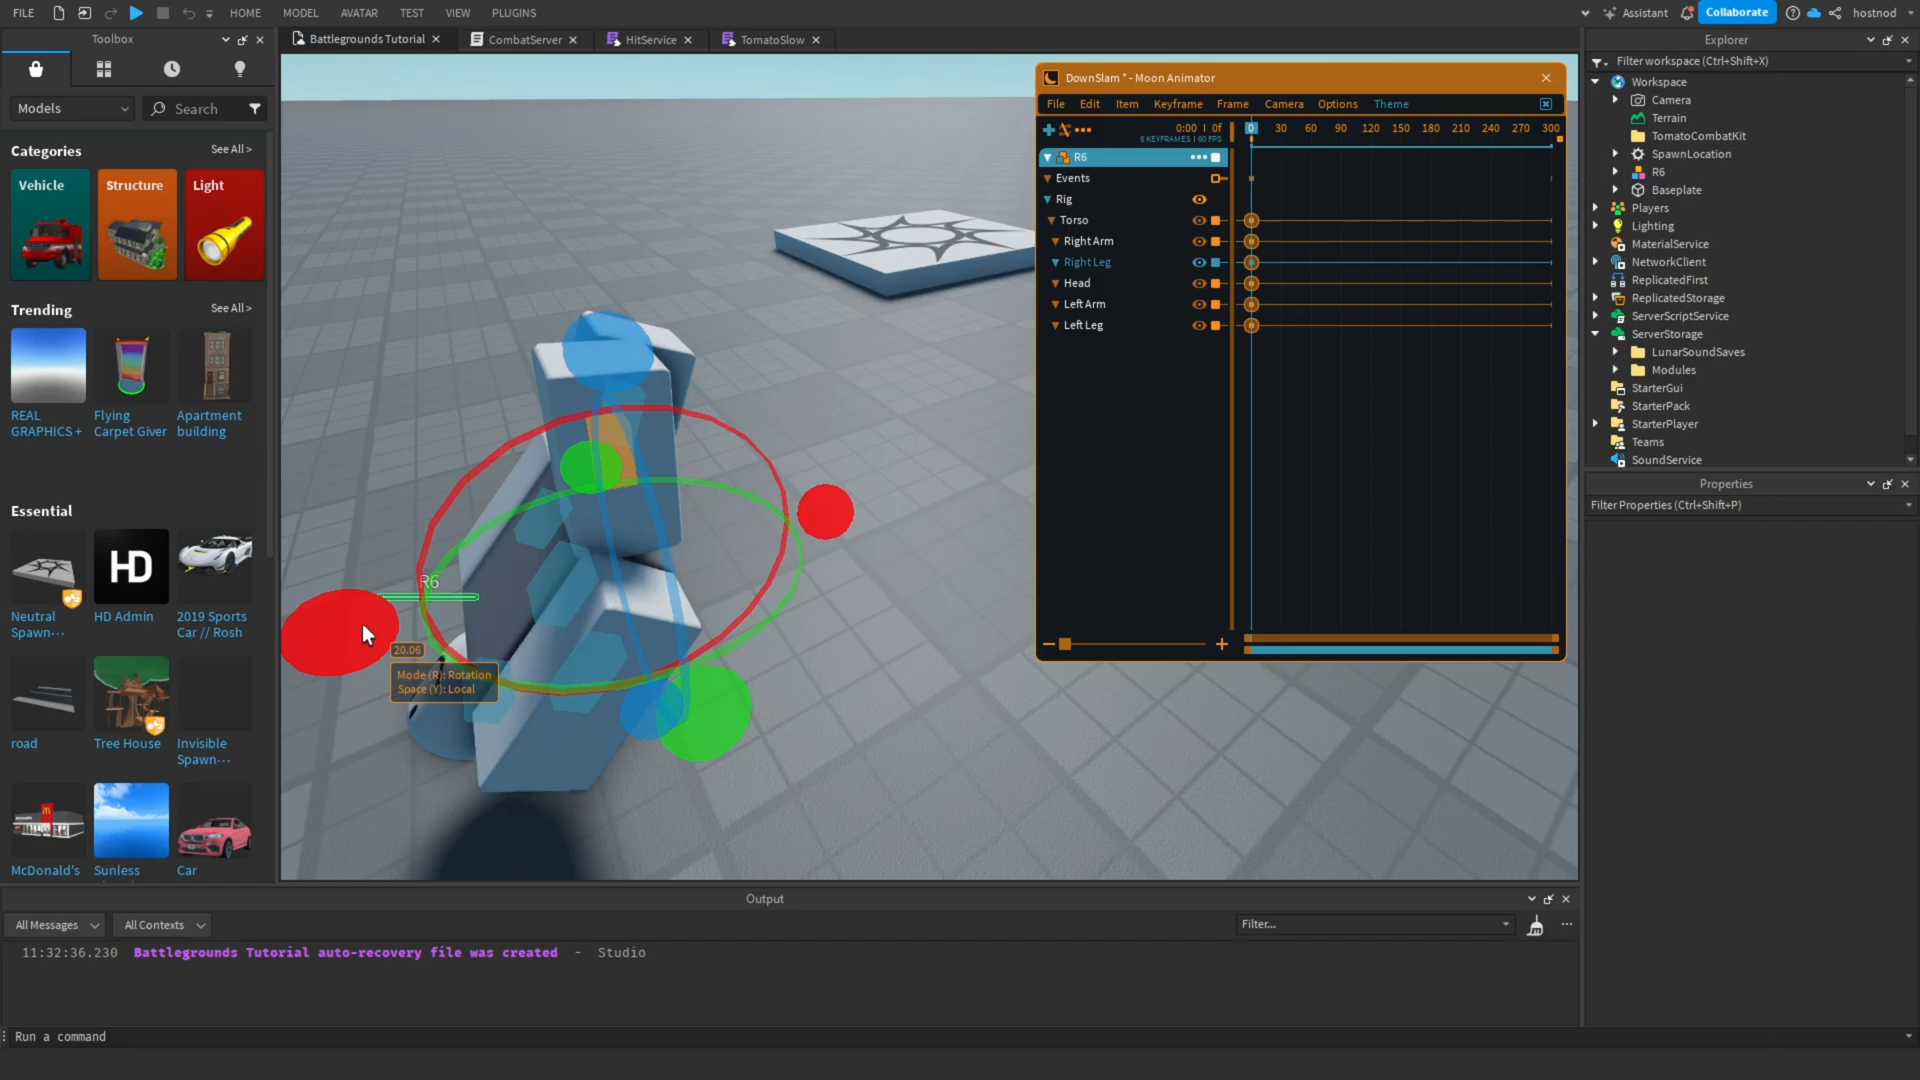 FILE
HOME
MODEL
AVATAR
TEST
VIEW
PLUGINS
Assistant
Collaborate
hostnod
Toolbox
Models
Search
Categories
See All >
Vehicle
Structure
Light
Trending
See All >
REAL
GRAPHICS +
Flying
Carpet Giver
Apartment
building
Essential
See All >
HD
Neutral
Spawn...
HD Admin
2019 Sports
Car // Rosh
road
Tree House
Invisible
Spawn...
McDonald's
Sunless
Car
Battlegrounds Tutorial
CombatServer
HitService
TomatoSlow
R6
20.06
Mode (R): Rotation
Space (Y): Local
DownSlam * - Moon Animator
File
Edit
Item
Keyframe
Frame
Camera
Options
Theme
0:00 | 0f
6 KEYFRAMES | 60 FPS
0 30 60 90 120 150 180 210 240 270 300
R6
Events
Rig
Torso
Right Arm
Right Leg
Head
Left Arm
Left Leg
Explorer
Filter workspace (Ctrl+Shift+X)
Workspace
Camera
Terrain
TomatoCombatKit
SpawnLocation
R6
Baseplate
Players
Lighting
MaterialService
NetworkClient
ReplicatedFirst
ReplicatedStorage
ServerScriptService
ServerStorage
LunarSoundSaves
Modules
StarterGui
StarterPack
StarterPlayer
Teams
SoundService
Properties
Filter Properties (Ctrl+Shift+P)
Output
All Messages
All Contexts
Filter...
11:32:36.230 Battlegrounds Tutorial auto-recovery file was created - Studio
Run a command